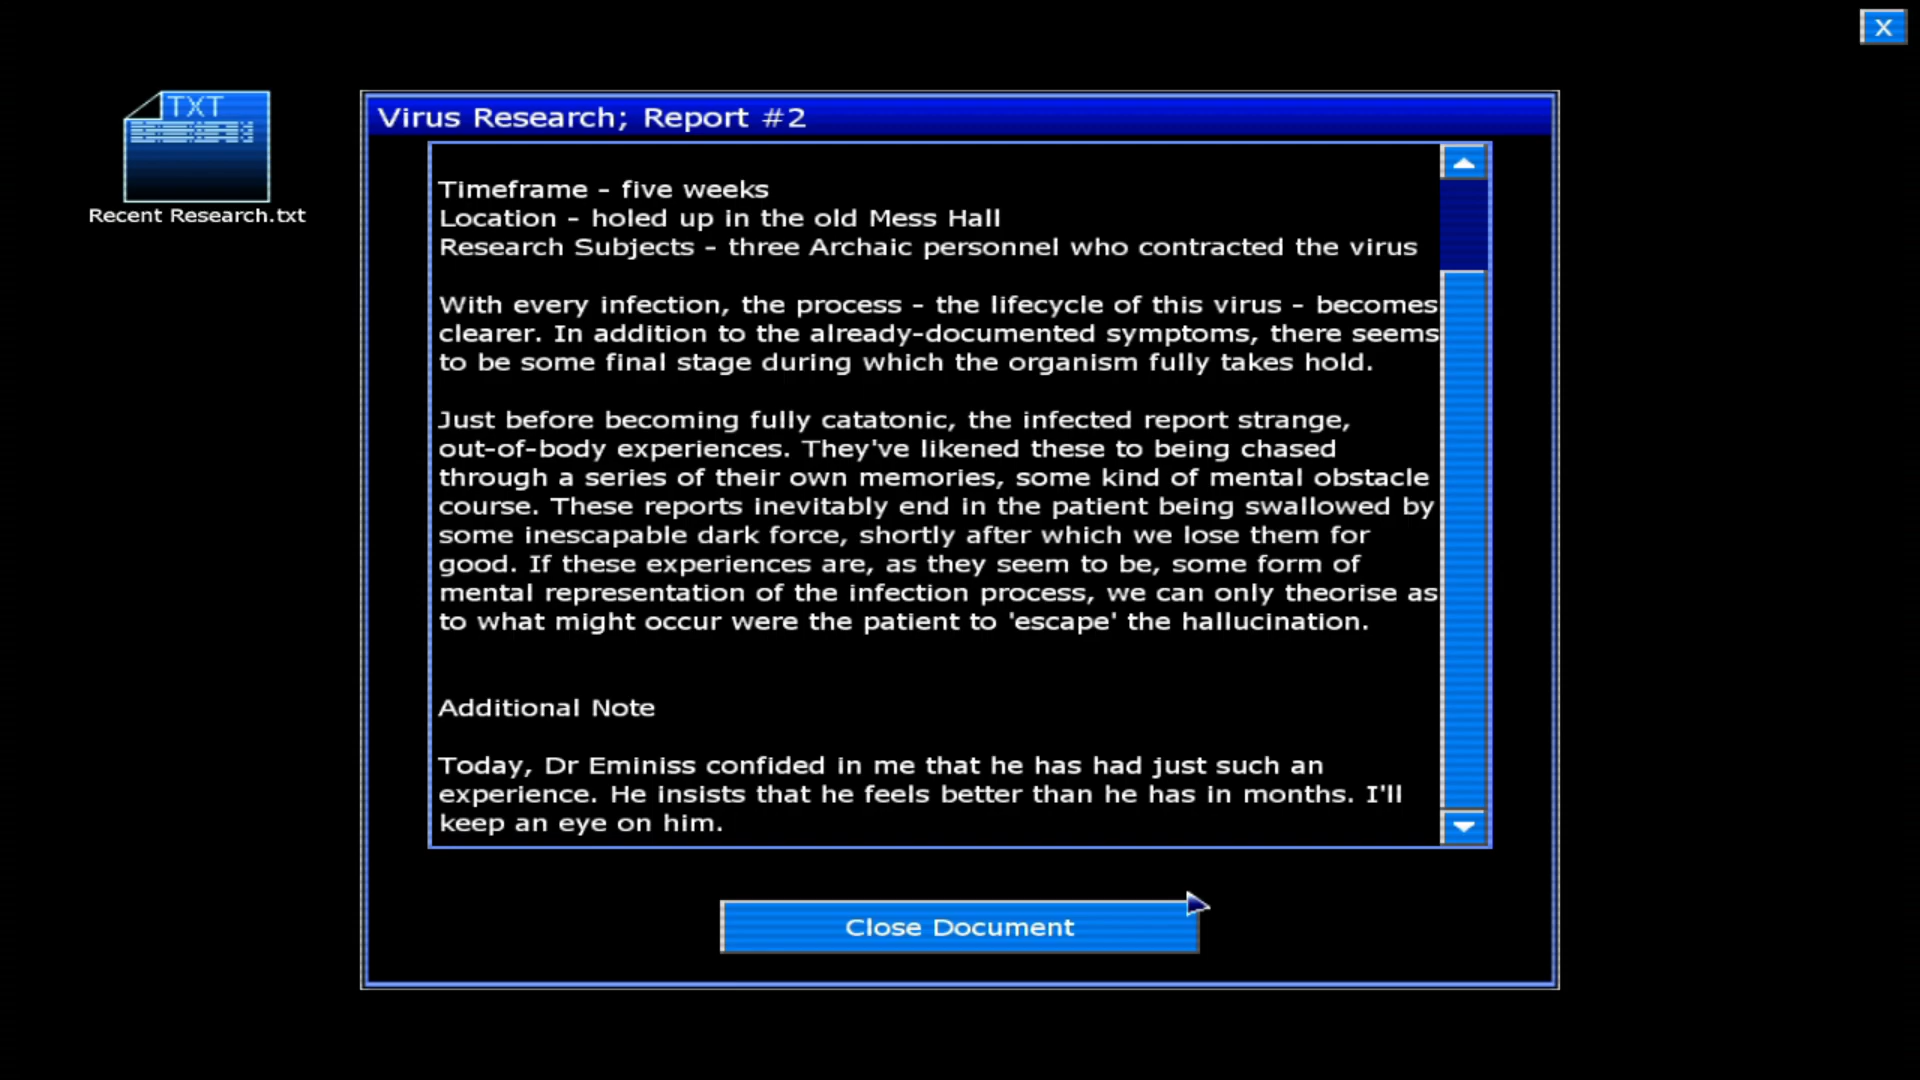 X
TXT
Recent Research.txt
Virus Research; Report #2
Timeframe - five weeks
Location - holed up in the old Mess Hall
Research Subjects - three Archaic personnel who contracted the virus
With every infection, the process - the lifecycle of this virus - becomes
clearer. In addition to the already-documented symptoms, there seems
to be some final stage during which the organism fully takes hold.
Just before becoming fully catatonic, the infected report strange,
out-of-body experiences. They've likened these to being chased
through a series of their own memories, some kind of mental obstacle
course. These reports inevitably end in the patient being swallowed by
some inescapable dark force, shortly after which we lose them for
good. If these experiences are, as they seem to be, some form of
mental representation of the infection process, we can only theorise as
to what might occur were the patient to 'escape' the hallucination.
Additional Note
Today, Dr Eminiss confided in me that he has had just such an
experience. He insists that he feels better than he has in months. I'll
keep an eye on him.
Close Document